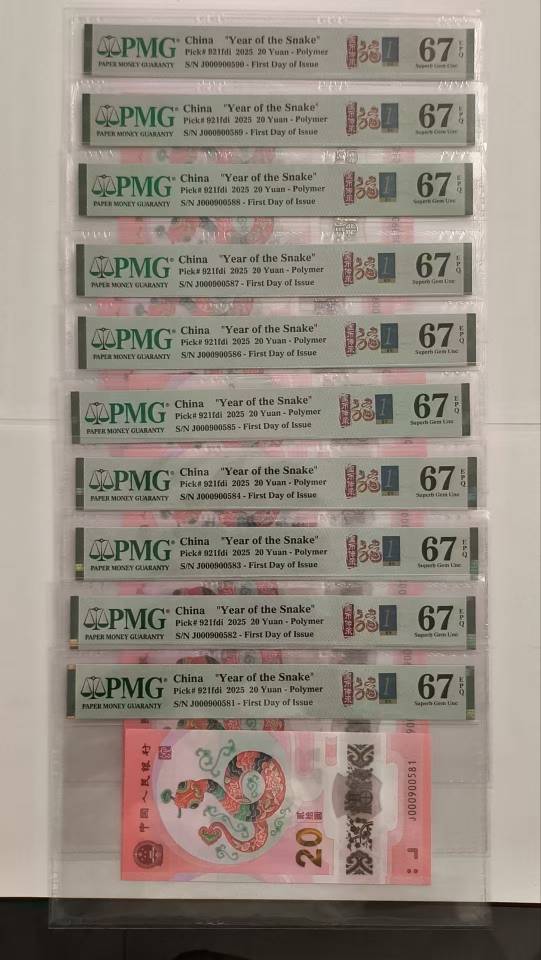 PMG
PAPER MONEY GUARANTY
China "Year of the Snake"
Pick# 921fdi 2025 20 Yuan - Polymer
S/N J000900590 - First Day of Issue
67 EPQ
Superb Gem Unc
PMG
PAPER MONEY GUARANTY
China "Year of the Snake"
Pick# 921fdi 2025 20 Yuan - Polymer
S/N J000900589 - First Day of Issue
67 EPQ
Superb Gem Unc
PMG
PAPER MONEY GUARANTY
China "Year of the Snake"
Pick# 921fdi 2025 20 Yuan - Polymer
S/N J000900588 - First Day of Issue
67 EPQ
Superb Gem Unc
PMG
PAPER MONEY GUARANTY
China "Year of the Snake"
Pick# 921fdi 2025 20 Yuan - Polymer
S/N J000900587 - First Day of Issue
67 EPQ
Superb Gem Unc
PMG
PAPER MONEY GUARANTY
China "Year of the Snake"
Pick# 921fdi 2025 20 Yuan - Polymer
S/N J000900586 - First Day of Issue
67 EPQ
Superb Gem Unc
PMG
PAPER MONEY GUARANTY
China "Year of the Snake"
Pick# 921fdi 2025 20 Yuan - Polymer
S/N J000900585 - First Day of Issue
67 EPQ
Superb Gem Unc
PMG
PAPER MONEY GUARANTY
China "Year of the Snake"
Pick# 921fdi 2025 20 Yuan - Polymer
S/N J000900584 - First Day of Issue
67 EPQ
Superb Gem Unc
PMG
PAPER MONEY GUARANTY
China "Year of the Snake"
Pick# 921fdi 2025 20 Yuan - Polymer
S/N J000900583 - First Day of Issue
67 EPQ
Superb Gem Unc
PMG
PAPER MONEY GUARANTY
China "Year of the Snake"
Pick# 921fdi 2025 20 Yuan - Polymer
S/N J000900582 - First Day of Issue
67 EPQ
Superb Gem Unc
PMG
PAPER MONEY GUARANTY
China "Year of the Snake"
Pick# 921fdi 2025 20 Yuan - Polymer
S/N J000900581 - First Day of Issue
67 EPQ
Superb Gem Unc
中国人民银行
贰拾圆
20
J000900581